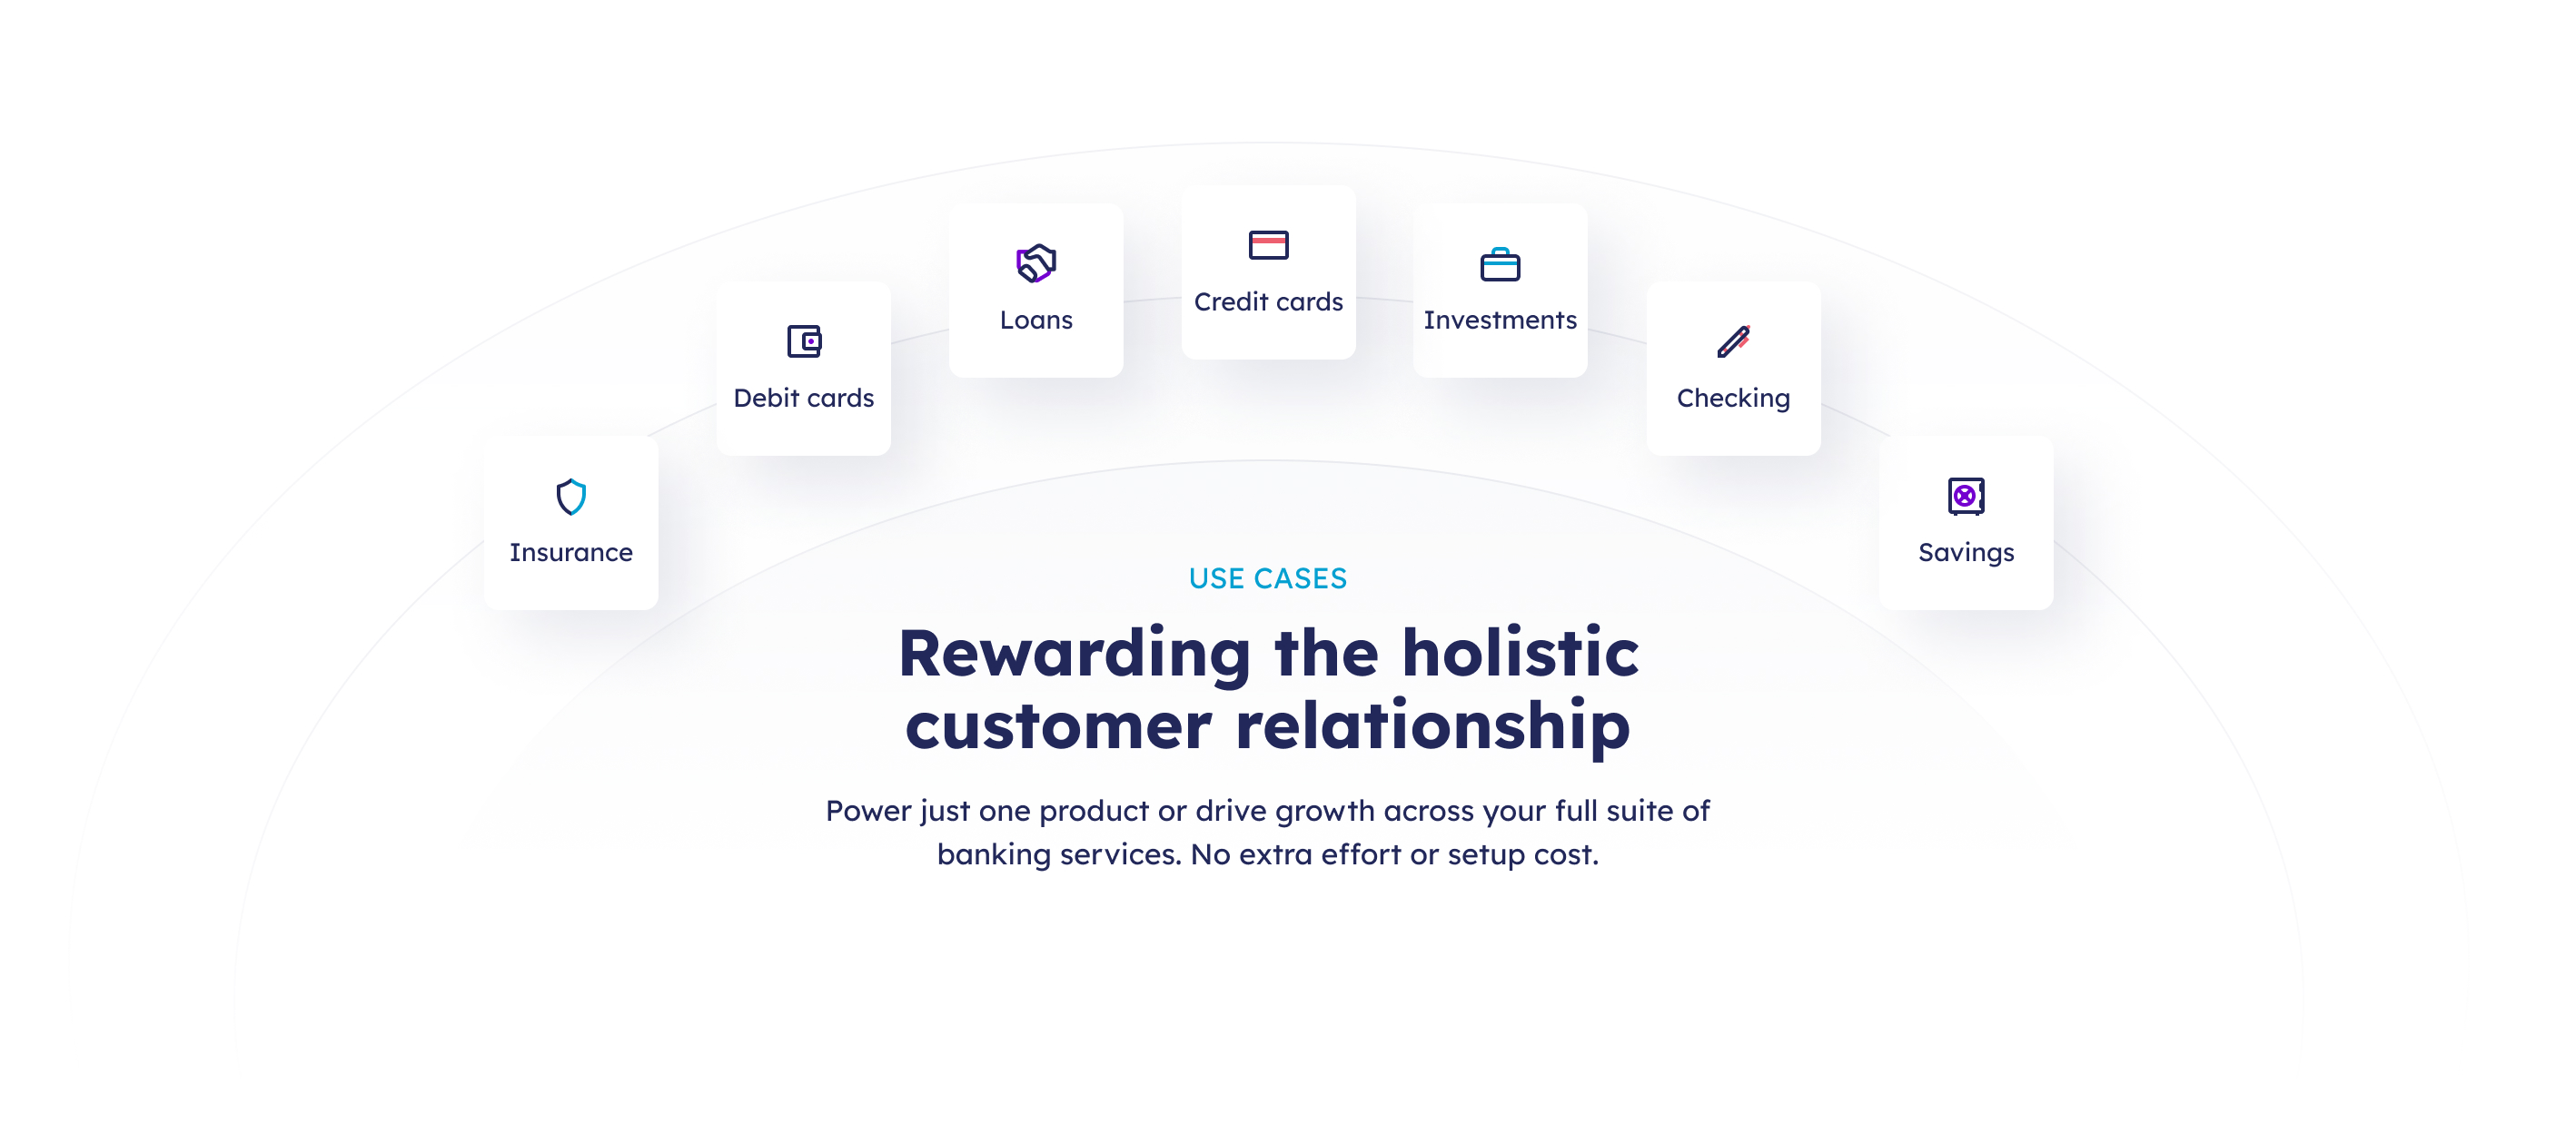 Insurance
Debit cards
Loans
Credit cards
Investments
Checking
Savings
USE CASES
Rewarding the holistic
customer relationship
Power just one product or drive growth across your full suite of
banking services. No extra effort or setup cost.